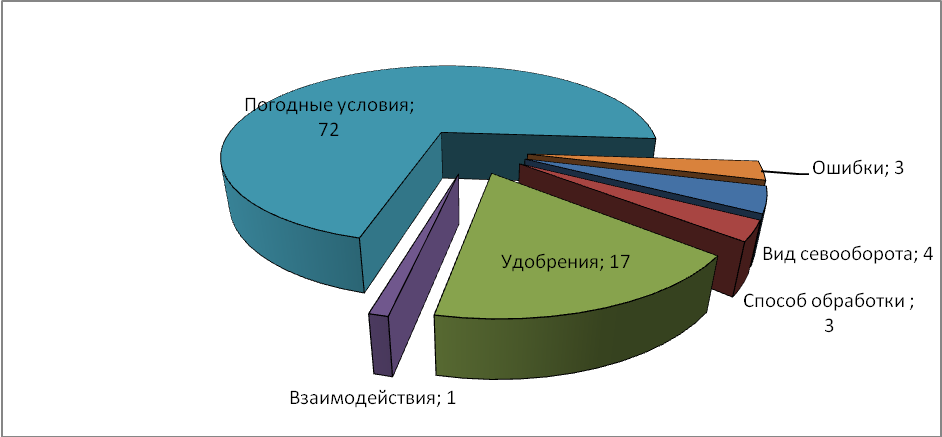 Погодные условия;
72
Ошибки; 3
Вид севооборота; 4
Удобрения; 17
Способ обработки ;
3
Взаимодействия; 1